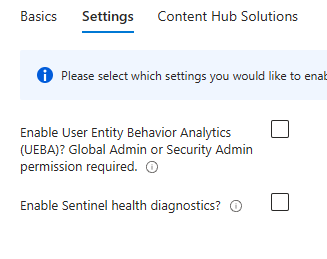 Basics Settings Content Hub Solutions
Please select which settings you would like to
Enable User Entity Behavior Analytics
(UEBA)? Global Admin or Security Admin
permission required.
Enable Sentinel health diagnostics?